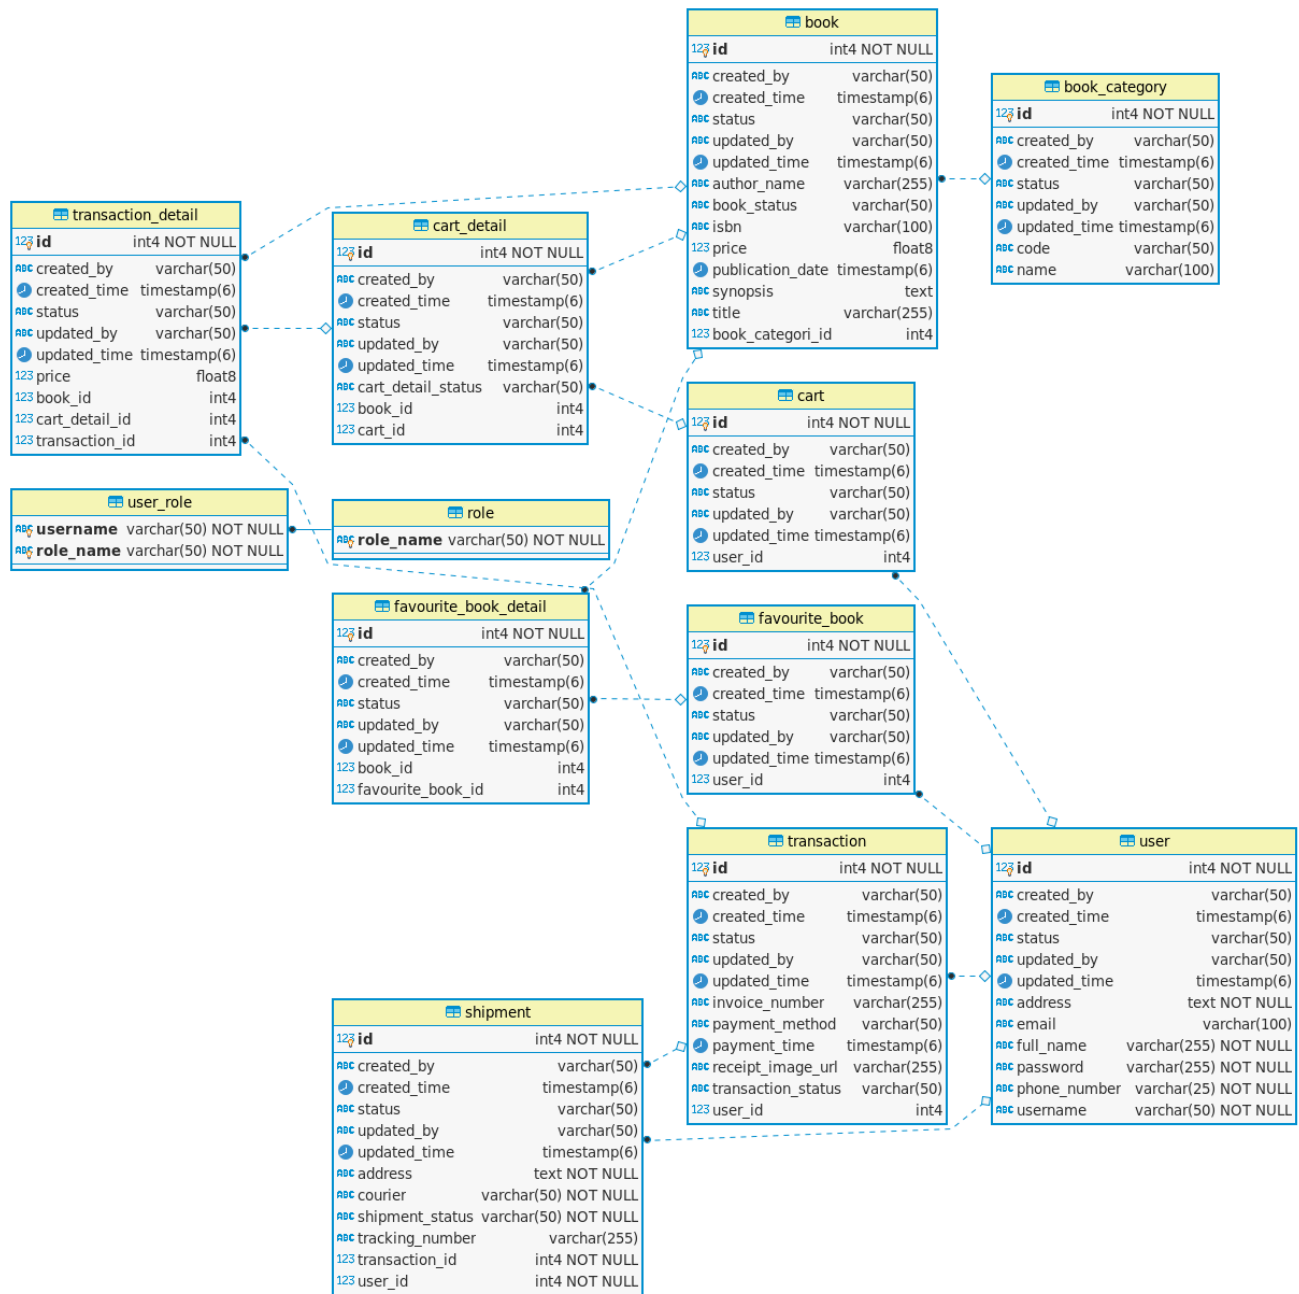 book
id int4 NOT NULL
created_by varchar(50)
created_time timestamp(6)
status varchar(50)
updated_by varchar(50)
updated_time timestamp(6)
author_name varchar(255)
book_status varchar(50)
isbn varchar(100)
price float8
publication_date timestamp(6)
synopsis text
title varchar(255)
book_categori_id int4
book_category
id int4 NOT NULL
created_by varchar(50)
created_time timestamp(6)
status varchar(50)
updated_by varchar(50)
updated_time timestamp(6)
code varchar(50)
name varchar(100)
transaction_detail
id int4 NOT NULL
created_by varchar(50)
created_time timestamp(6)
status varchar(50)
updated_by varchar(50)
updated_time timestamp(6)
price float8
book_id int4
cart_detail_id int4
transaction_id int4
cart_detail
id int4 NOT NULL
created_by varchar(50)
created_time timestamp(6)
status varchar(50)
updated_by varchar(50)
updated_time timestamp(6)
cart_detail_status varchar(50)
book_id int4
cart_id int4
cart
id int4 NOT NULL
created_by varchar(50)
created_time timestamp(6)
status varchar(50)
updated_by varchar(50)
updated_time timestamp(6)
user_id int4
user_role
username varchar(50) NOT NULL
role_name varchar(50) NOT NULL
role
role_name varchar(50) NOT NULL
favourite_book_detail
id int4 NOT NULL
created_by varchar(50)
created_time timestamp(6)
status varchar(50)
updated_by varchar(50)
updated_time timestamp(6)
book_id int4
favourite_book_id int4
favourite_book
id int4 NOT NULL
created_by varchar(50)
created_time timestamp(6)
status varchar(50)
updated_by varchar(50)
updated_time timestamp(6)
user_id int4
transaction
id int4 NOT NULL
created_by varchar(50)
created_time timestamp(6)
status varchar(50)
updated_by varchar(50)
updated_time timestamp(6)
invoice_number varchar(255)
payment_method varchar(50)
payment_time timestamp(6)
receipt_image_url varchar(255)
transaction_status varchar(50)
user_id int4
user
id int4 NOT NULL
created_by varchar(50)
created_time timestamp(6)
status varchar(50)
updated_by varchar(50)
updated_time timestamp(6)
address text NOT NULL
email varchar(100)
full_name varchar(255) NOT NULL
password varchar(255) NOT NULL
phone_number varchar(25) NOT NULL
username varchar(50) NOT NULL
shipment
id int4 NOT NULL
created_by varchar(50)
created_time timestamp(6)
status varchar(50)
updated_by varchar(50)
updated_time timestamp(6)
address text NOT NULL
courier varchar(50) NOT NULL
shipment_status varchar(50) NOT NULL
tracking_number varchar(255)
transaction_id int4 NOT NULL
user_id int4 NOT NULL